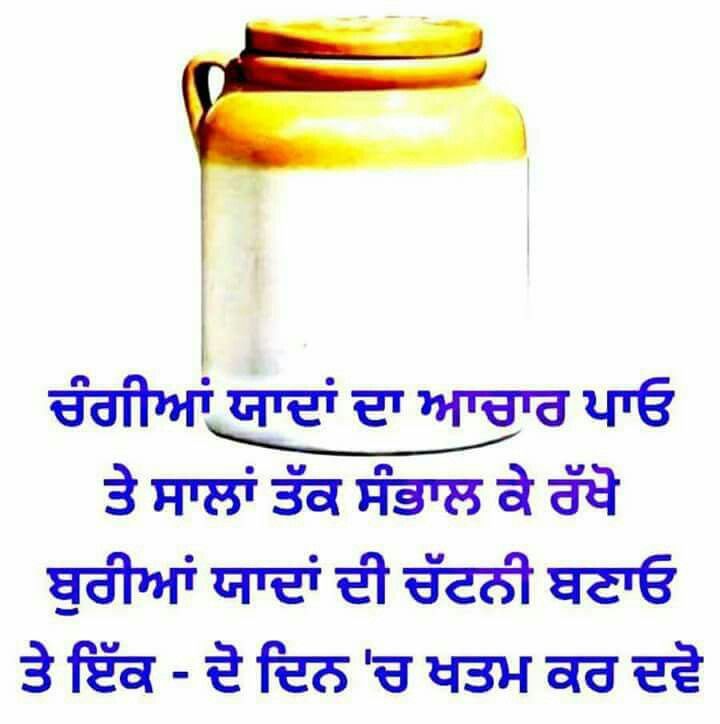 ਚੰਗੀਆਂ ਯਾਦਾਂ ਦਾ ਆਚਾਰ ਪਾਓ
ਤੇ ਸਾਲਾਂ ਤੱਕ ਸੰਭਾਲ ਕੇ ਰੱਖੋ
ਬੁਰੀਆਂ ਯਾਦਾਂ ਦੀ ਚੱਟਨੀ ਬਣਾਓ
ਤੇ ਇੱਕ - ਦੋ ਦਿਨ 'ਚ ਖਤਮ ਕਰ ਦਵੋ